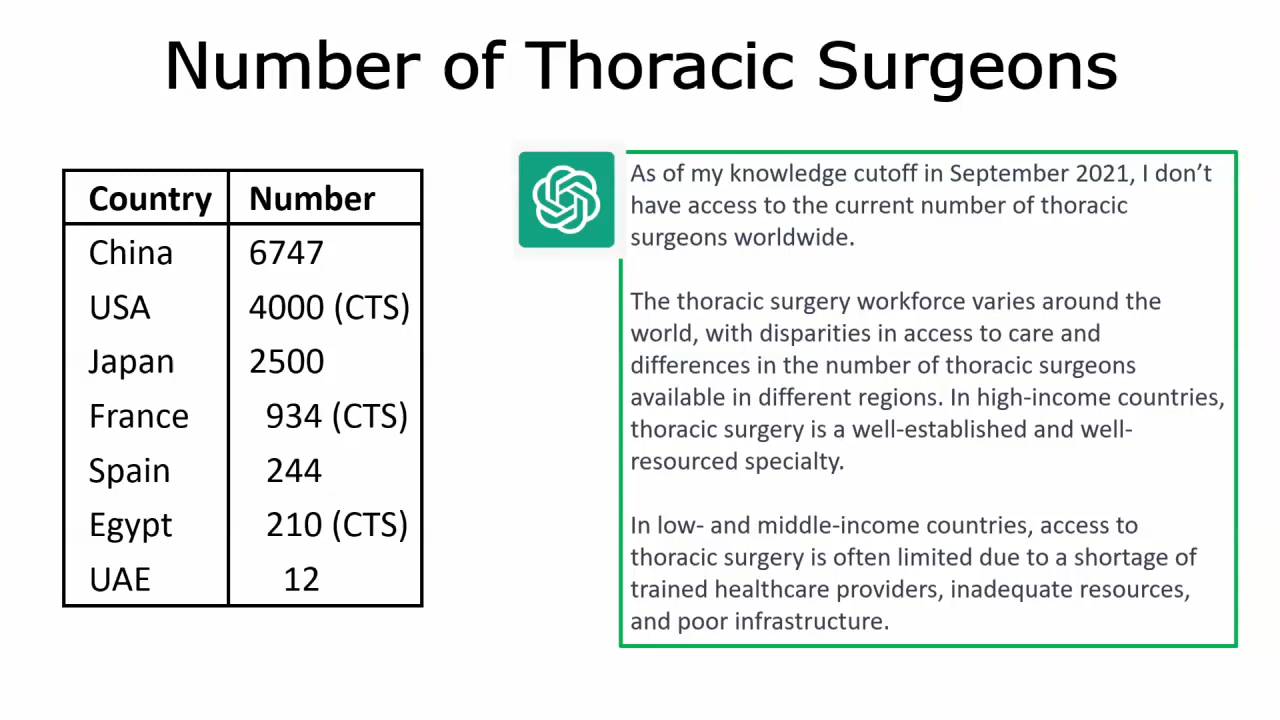 Number of Thoracic Surgeons
Country Number
China 6747
USA 4000 (CTS)
Japan 2500
France 934 (CTS)
Spain 244
Egypt 210 (CTS)
UAE 12
As of my knowledge cutoff in September 2021, I don’t
have access to the current number of thoracic
surgeons worldwide.
The thoracic surgery workforce varies around the
world, with disparities in access to care and
differences in the number of thoracic surgeons
available in different regions. In high-income countries,
thoracic surgery is a well-established and well-
resourced specialty.
In low- and middle-income countries, access to
thoracic surgery is often limited due to a shortage of
trained healthcare providers, inadequate resources,
and poor infrastructure.